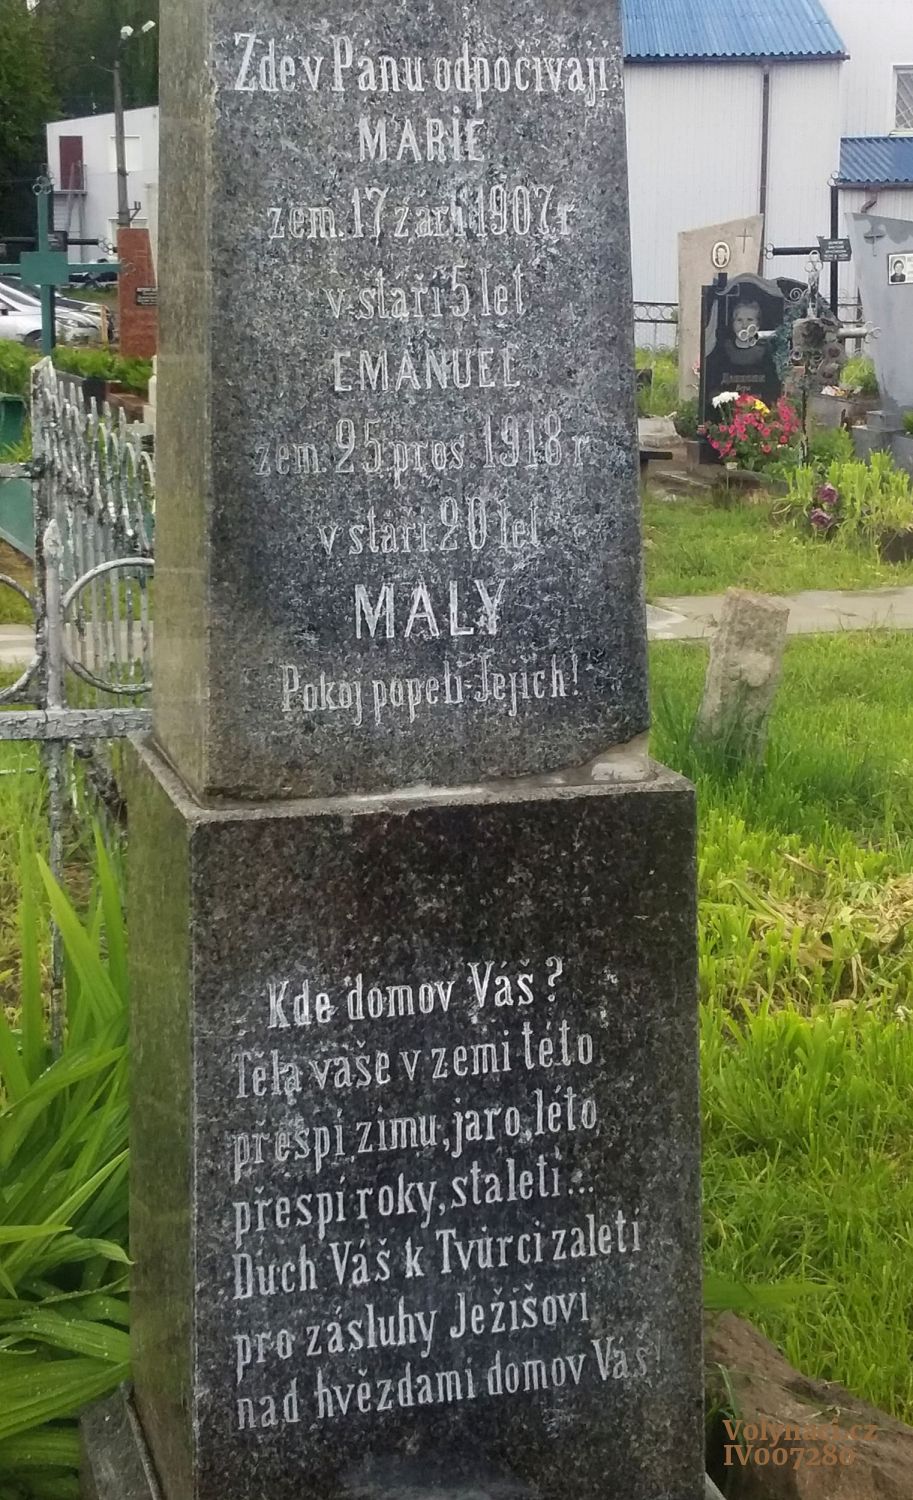 Zde v Pánu odpočívají
MARIE
zem. 17 září 1907 r
v stáří 5 let
EMANUEL
zem. 25 pros. 1918 r
v stáří 20 let
MALY
Pokoj popeli Jejich!
Kde domov Váš?
Těla vaše v zemi této
přespí zimu, jaro, léto
přespí roky, staletí...
Duch Váš k Tvůrci zaletí
pro zásluhy Ježišovi
nad hvězdami domov Váš!
Volynaci.cz
IV007280